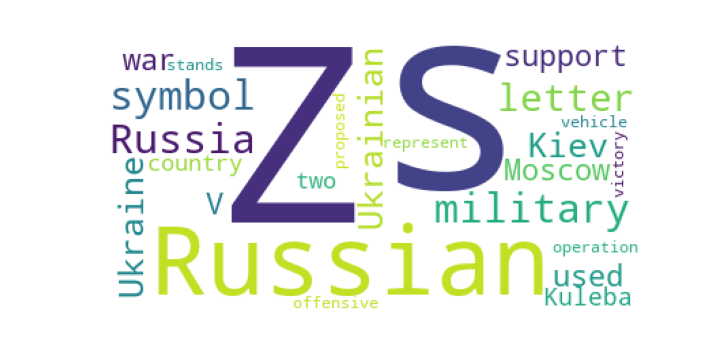 war
stands
symbol
Russia
country
Ukraine
V
Z
two
proposed
Ukrainian
S
represent
support
letter
vehicle
Kiev
Moscow
victory
military
Russian
operation
used
Kuleba
offensive